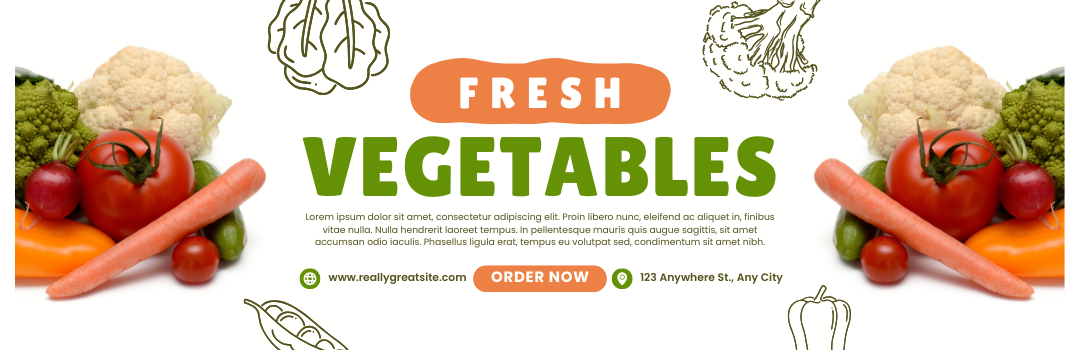 FRESH
VEGETABLES
Lorem ipsum dolor sit amet, consectetur adipiscing elit. Proin libero nunc, eleifend ac aliquet in, finibus
vitae nulla. Nulla hendrerit laoreet tempus. In pellentesque mauris quis augue sagittis, sit amet
accumsan odio iaculis. Phasellus ligula erat, tempus eu volutpat sed, condimentum sit amet nibh.
www.reallygreatsite.com ORDER NOW 123 Anywhere St., Any City